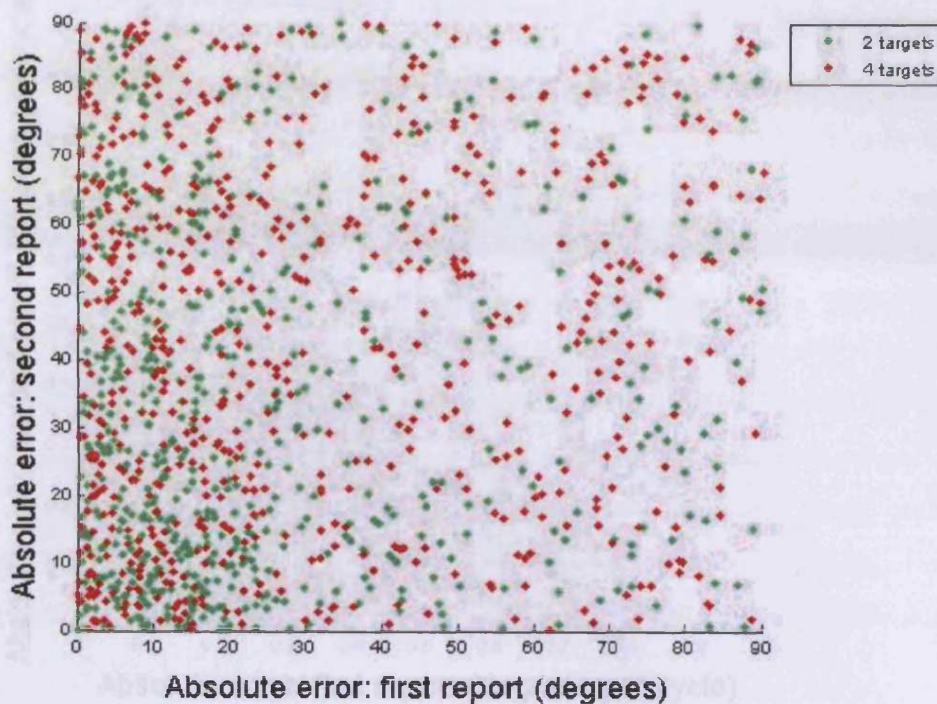 90
80
70
60
50
40
30
20
10
0
0 10 20 30 40 50 60 70 80 90
Absolute error: second report (degrees)
Absolute error: first report (degrees)
2 targets
4 targets